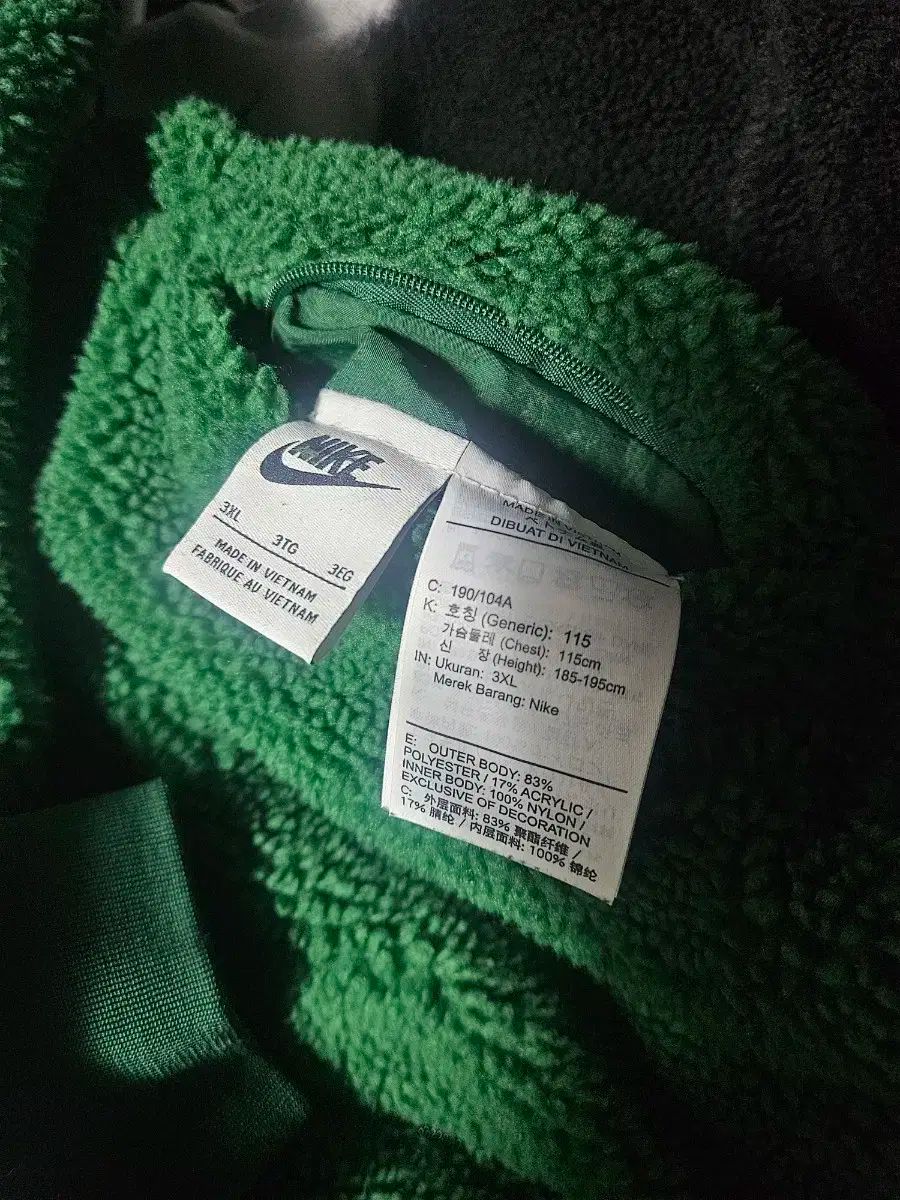 NIKE
3XL
3TG
3EG
MADE IN VIETNAM
FABRIQUE AU VIETNAM
MADE IN
DIBUAT DI VIETNAM
C: 190/104A
K: 호칭 (Generic): 115
가슴둘레 (Chest): 115cm
신 장 (Height): 185-195cm
IN: Ukuran: 3XL
Merek Barang: Nike
E: OUTER BODY: 83%
POLYESTER / 17% ACRYLIC /
INNER BODY: 100% NYLON /
EXCLUSIVE OF DECORATION
C: 外层面料: 83% 聚酯纤维 /
17% 腈纶 / 内层面料: 100% 锦纶